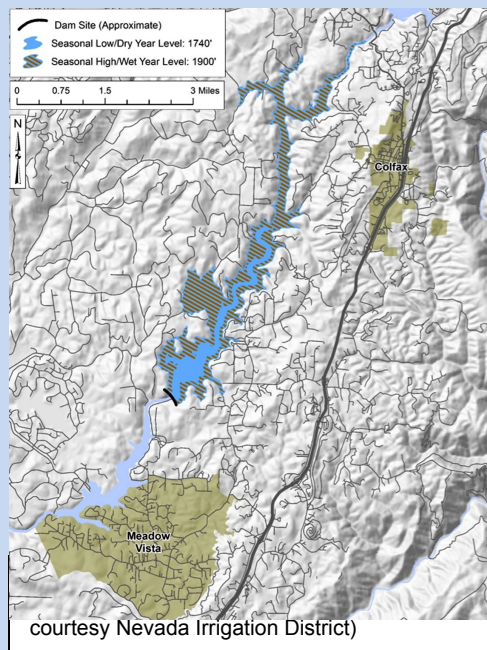 Dam Site (Approximate)
Seasonal Low/Dry Year Level: 1740'
Seasonal High/Wet Year Level: 1900'
0 0.75 1.5 3 Miles
N
Colfax
Meadow
Vista
courtesy Nevada Irrigation District)